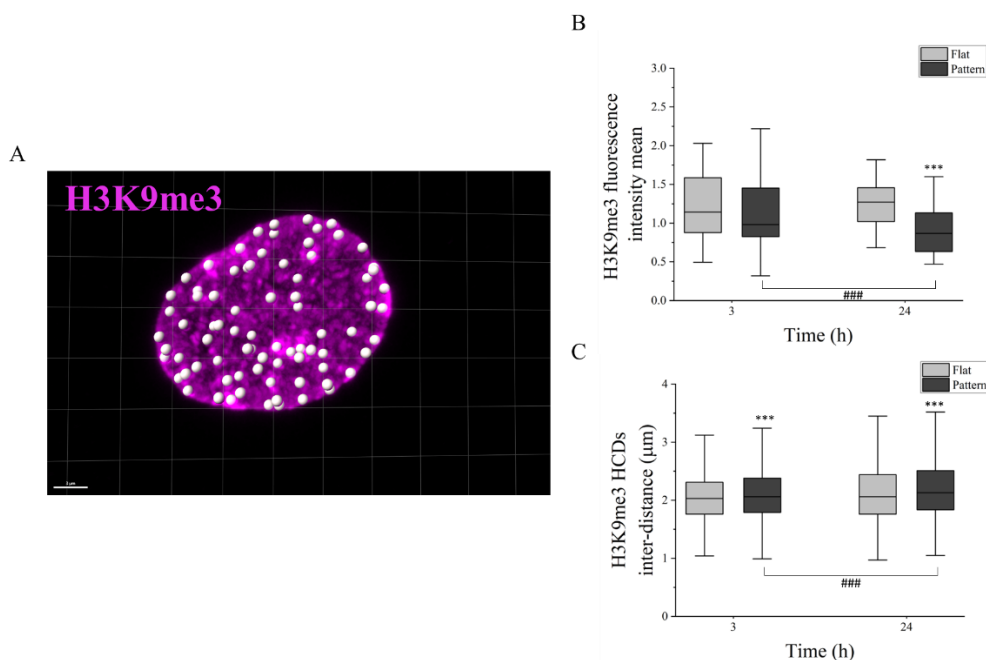 A
H3K9me3
B
Flat
Pattern
H3K9me3 fluorescence
intensity mean
3.0
2.5
2.0
1.5
1.0
0.5
0.0
***
###
3
24
Time (h)
C
Flat
Pattern
H3K9me3 HCDs
inter-distance (µm)
4
3
2
1
0
***
***
###
3
24
Time (h)